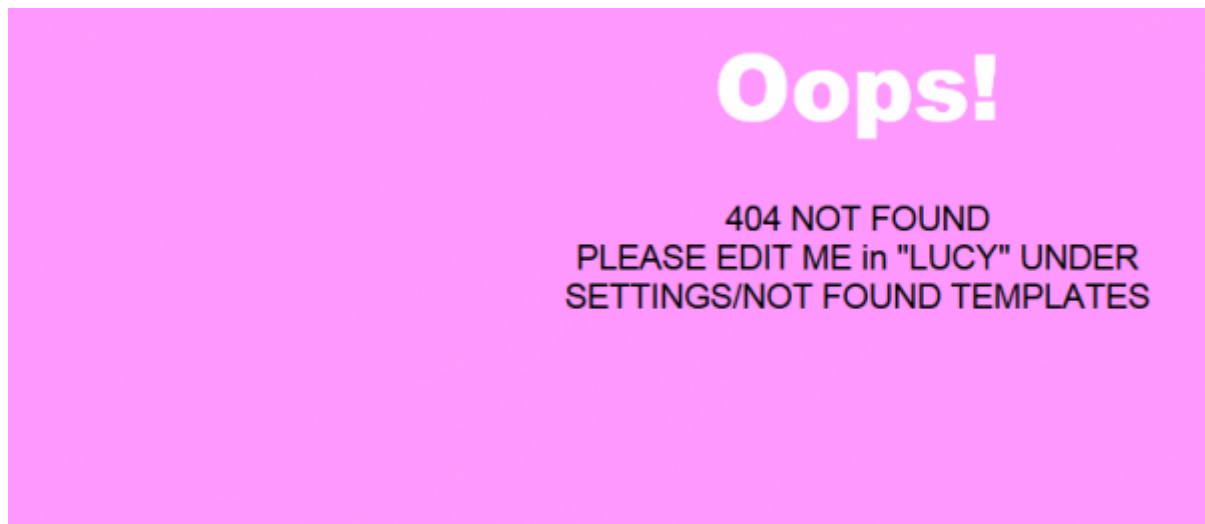 Oops!
404 NOT FOUND
PLEASE EDIT ME in "LUCY" UNDER
SETTINGS/NOT FOUND TEMPLATES